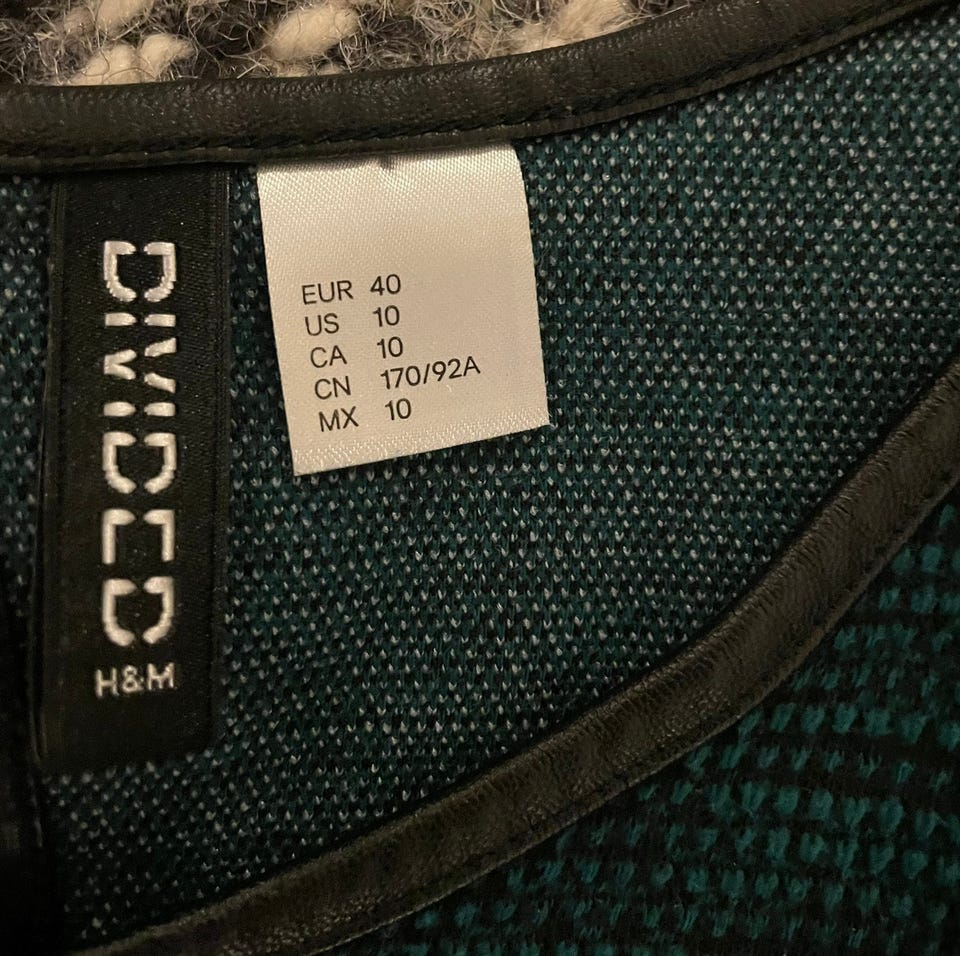 DIVIDED
H&M
EUR 40
US 10
CA 10
CN 170/92A
MX 10